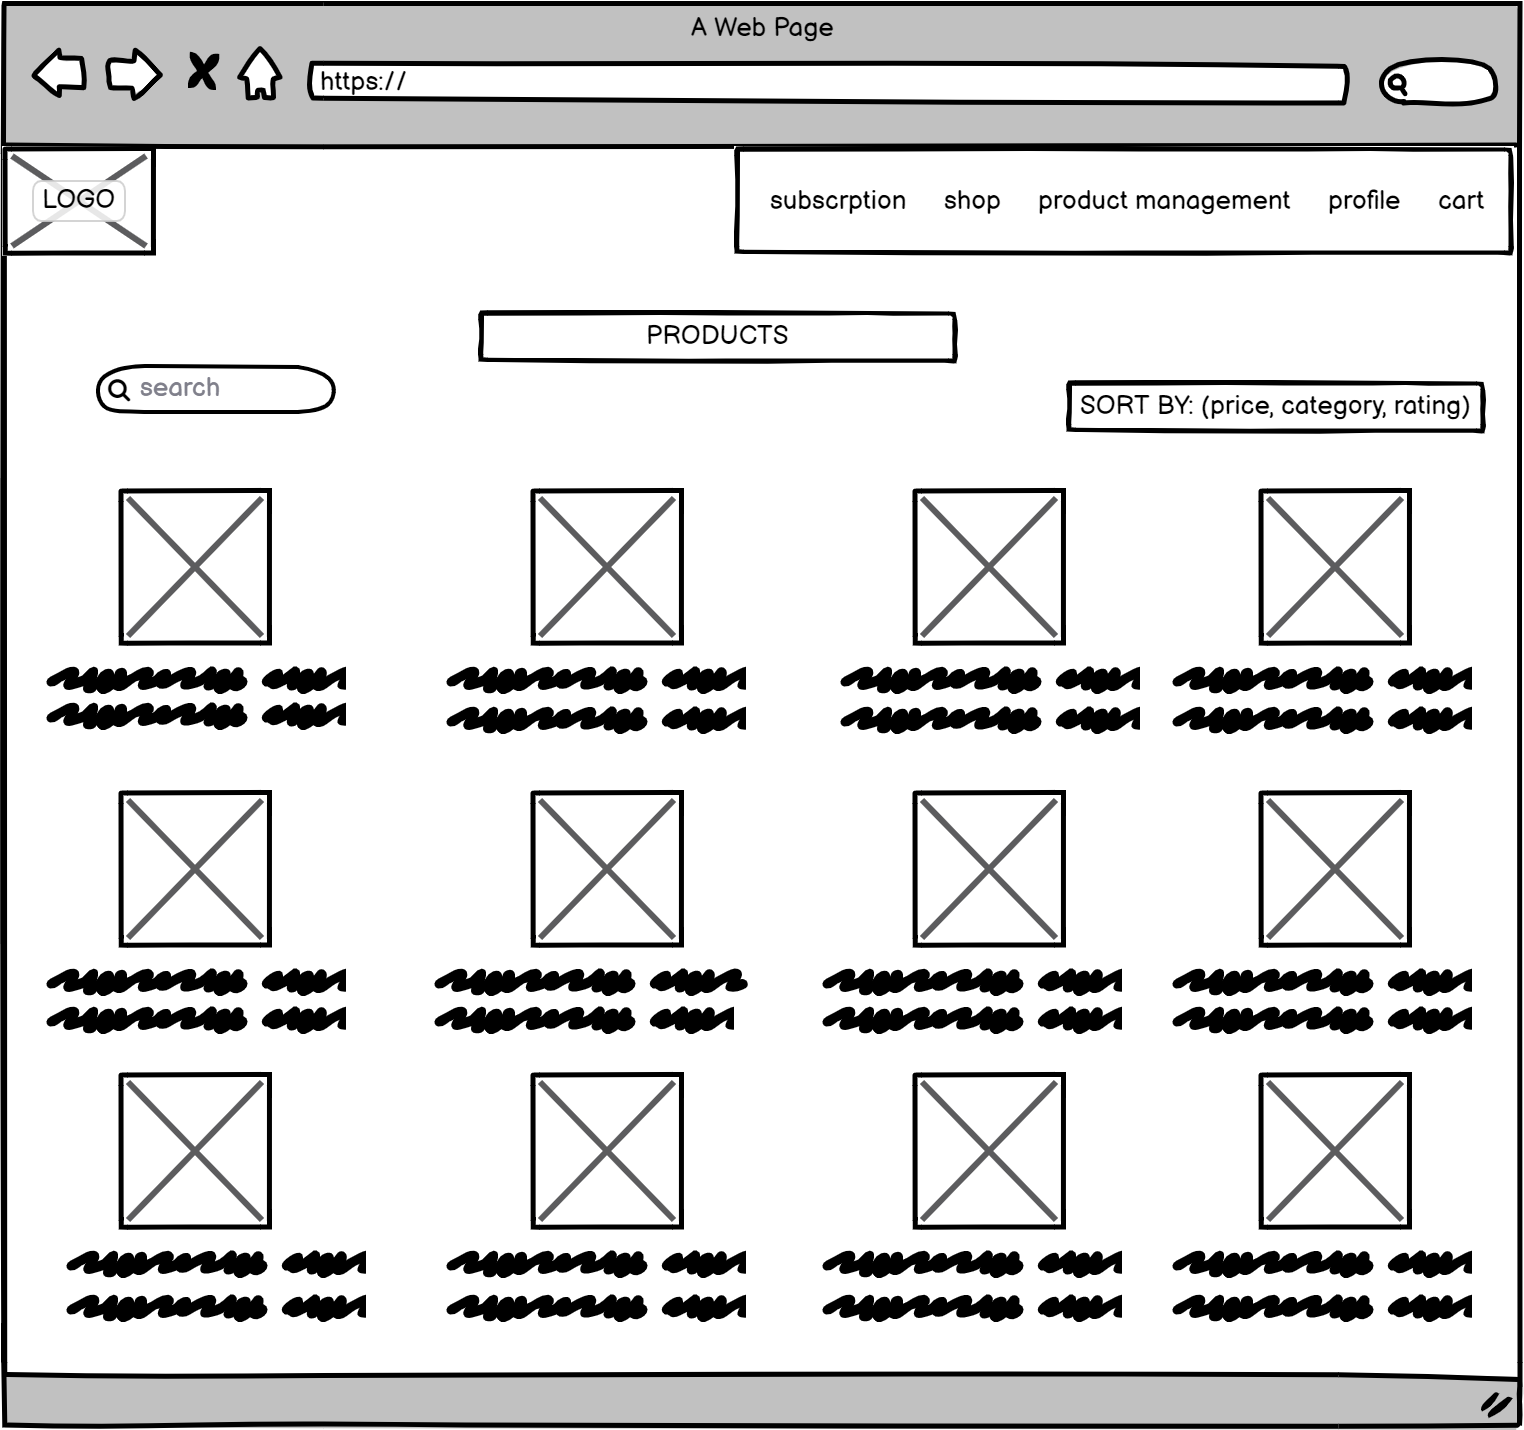 A Web Page
https://
LOGO
subscrption shop product management profile cart
PRODUCTS
search
SORT BY: (price, category, rating)